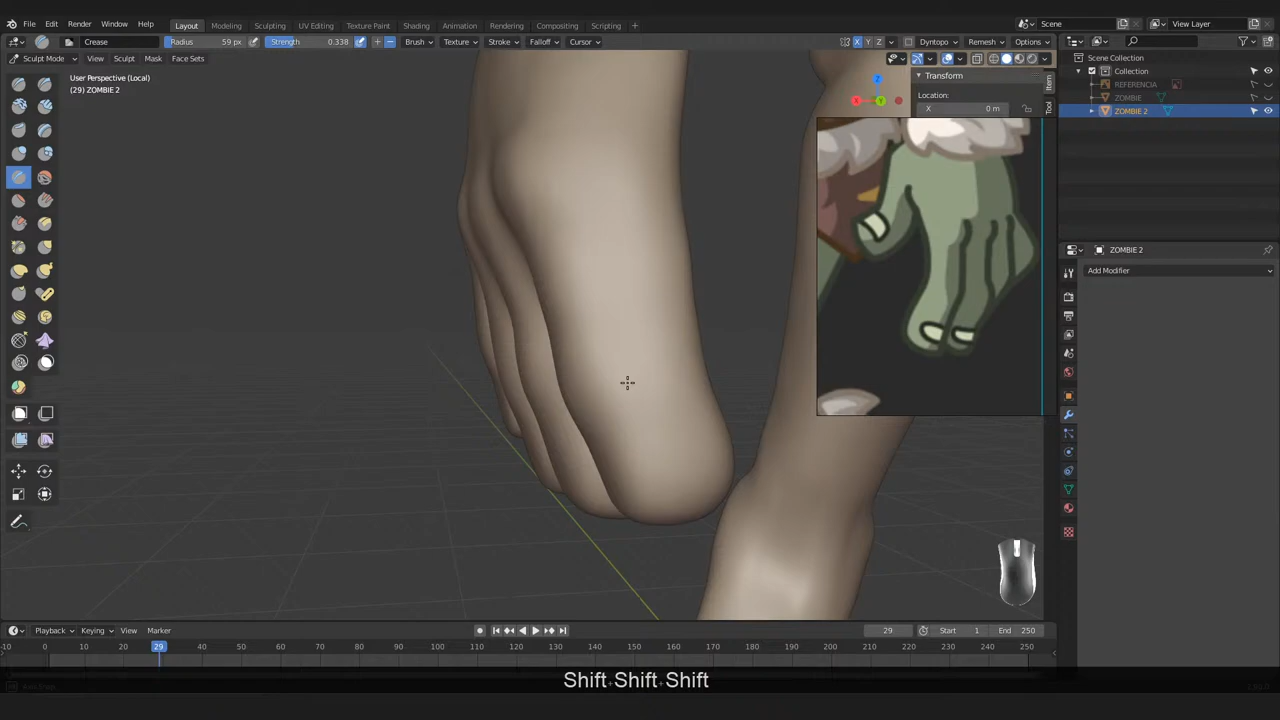 File Edit Render Window Help Layout Modeling Sculpting UV Editing Texture Paint Shading Animation Rendering Compositing Scripting + Scene View Layer
Crease Radius 59 px Strength 0.338 Brush Texture Stroke Falloff Cursor X Y Z Dyntopo Remesh Options
Sculpt Mode View Sculpt Mask Face Sets
Scene Collection
Collection
REFERENCIA
ZOMBIE
ZOMBIE 2
User Perspective (Local)
(29) ZOMBIE 2
Transform
Location:
X 0 m
Item
Tool
Z
X
Y
ZOMBIE 2
Add Modifier
Playback Keying View Marker 29 Start 1 End 250
-10 0 10 20 29 40 50 60 70 80 90 100 110 120 130 140 150 160 170 180 190 200 210 220 230 240 250
Shift+Shift+Shift